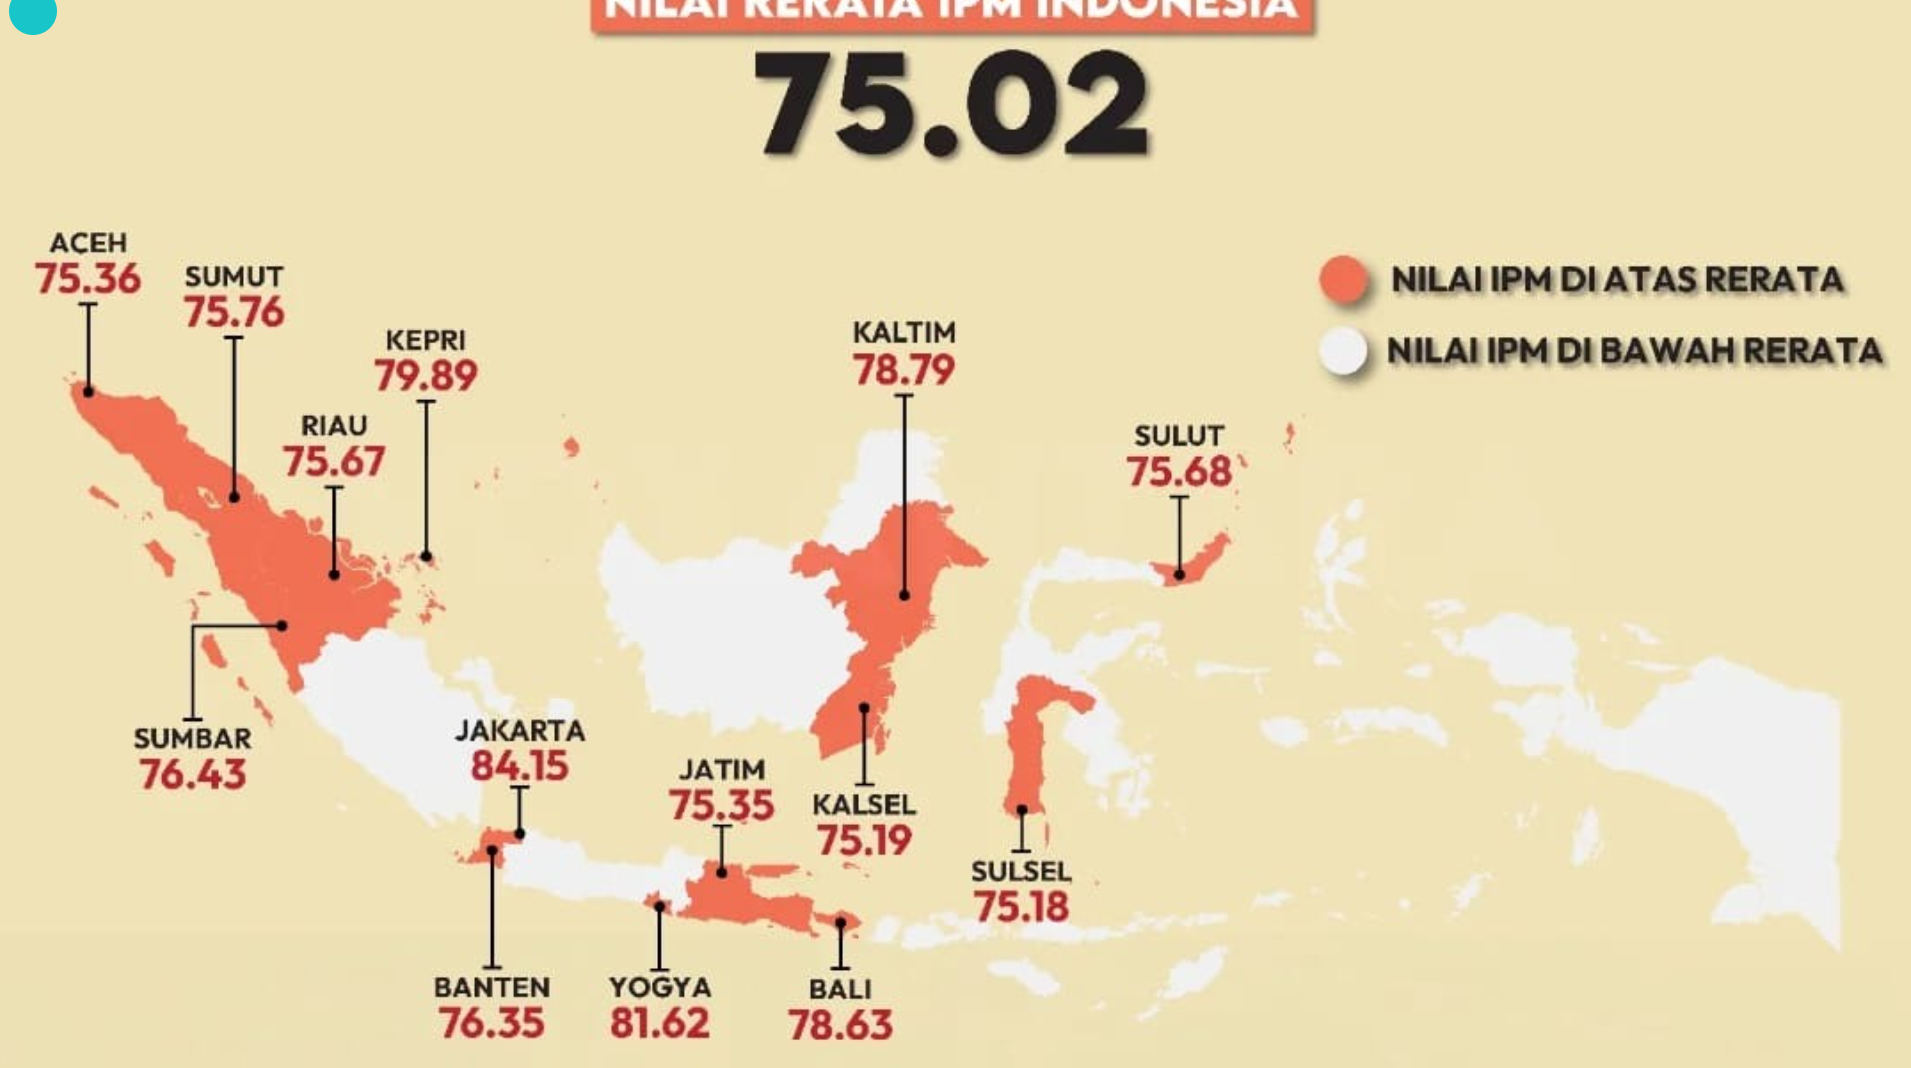 NILAI RERATA IPM INDONESIA
75.02
ACEH
75.36
SUMUT
75.76
KEPRI
79.89
RIAU
75.67
KALTIM
78.79
SULUT
75.68
NILAI IPM DI ATAS RERATA
NILAI IPM DI BAWAH RERATA
SUMBAR
76.43
JAKARTA
84.15
JATIM
75.35
KALSEL
75.19
SULSEL
75.18
BANTEN
76.35
YOGYA
81.62
BALI
78.63